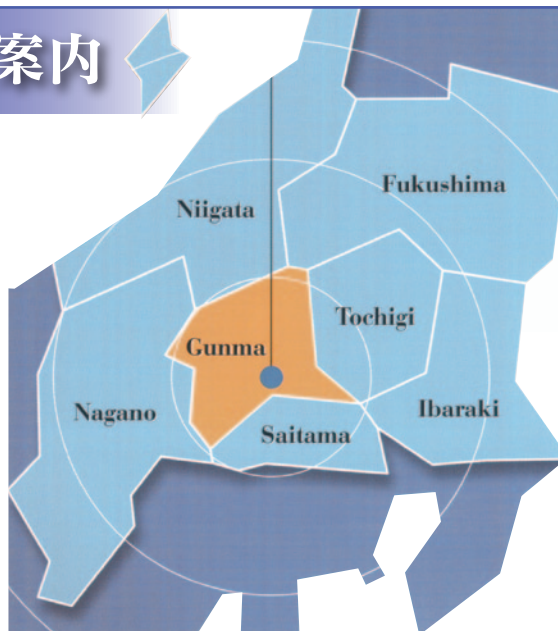 案内
Fukushima
Niigata
Tochigi
Gunma
Nagano
Ibaraki
Saitama